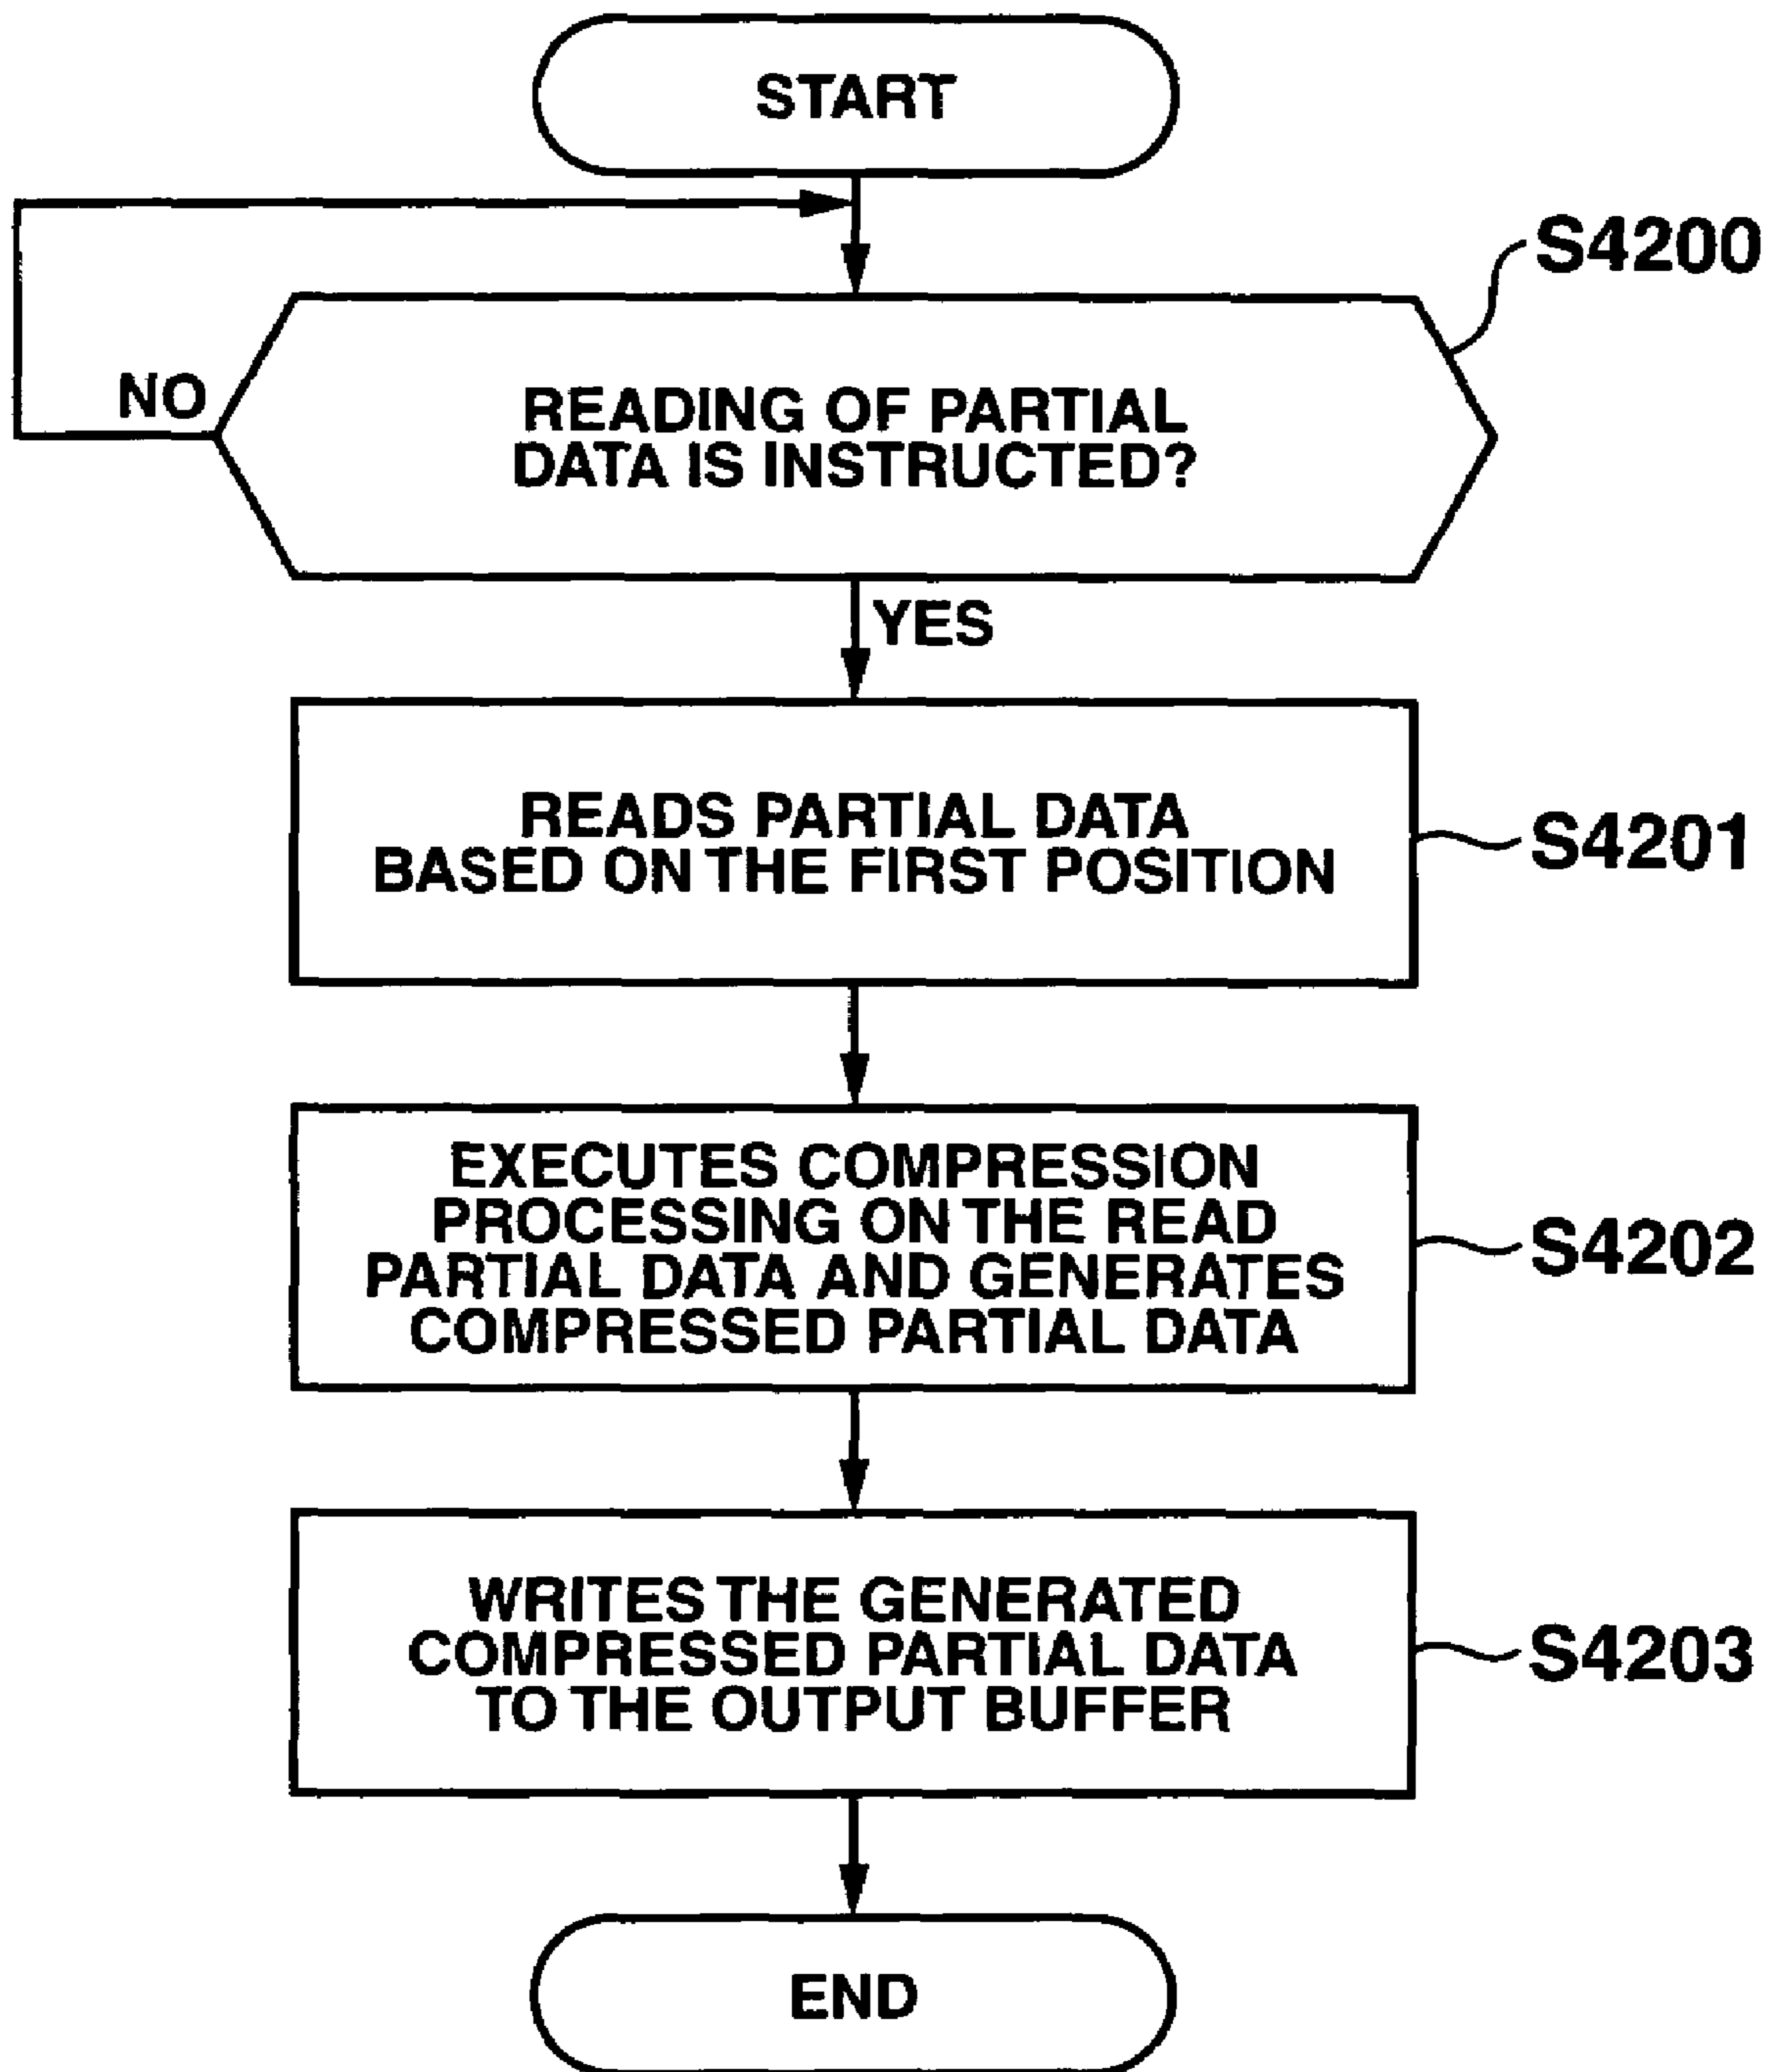 START
S4200
NO
READING OF PARTIAL
DATA IS INSTRUCTED?
YES
READS PARTIAL DATA
BASED ON THE FIRST POSITION
S4201
EXECUTES COMPRESSION
PROCESSING ON THE READ
PARTIAL DATA AND GENERATES
COMPRESSED PARTIAL DATA
S4202
WRITES THE GENERATED
COMPRESSED PARTIAL DATA
TO THE OUTPUT BUFFER
S4203
END